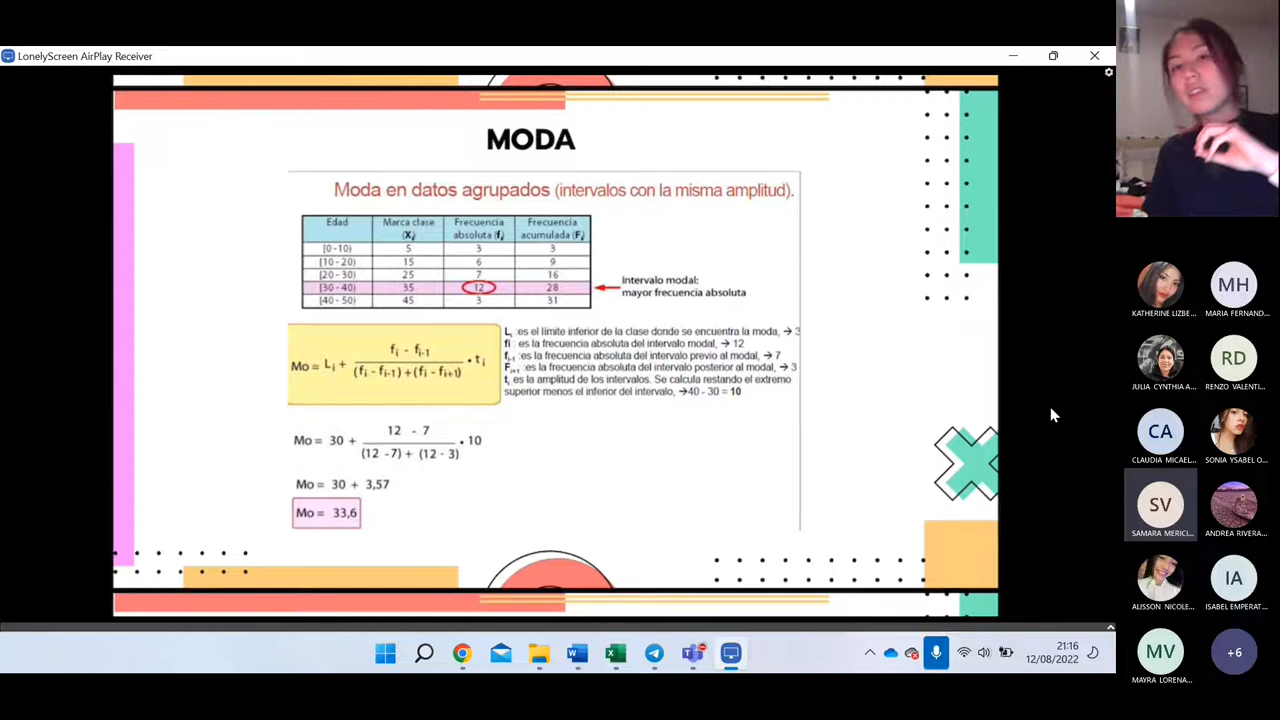 LonelyScreen AirPlay Receiver
MODA
Moda en datos agrupados (intervalos con la misma amplitud).
Edad Marca clase (Xᵢ) Frecuencia absoluta (fᵢ) Frecuencia acumulada (Fᵢ)
[0-10) 5 3 3
[10-20) 15 6 9
[20-30) 25 7 16
[30-40) 35 12 28
[40-50) 45 3 31
Intervalo modal:
mayor frecuencia absoluta
Mo = Lᵢ + (fᵢ - fᵢ₋₁) / ((fᵢ - fᵢ₋₁) + (fᵢ - fᵢ₊₁)) · tᵢ
Lᵢ :es el límite inferior de la clase donde se encuentra la moda, → 3
fi : es la frecuencia absoluta del intervalo modal, → 12
fᵢ₋₁ :es la frecuencia absoluta del intervalo previo al modal, → 7
Fᵢ₊₁ :es la frecuencia absoluta del intervalo posterior al modal, → 3
tᵢ es la amplitud de los intervalos. Se calcula restando el extremo
superior menos el inferior del intervalo, →40 - 30 = 10
Mo = 30 + (12 - 7) / ((12 -7) + (12 - 3)) · 10
Mo = 30 + 3,57
Mo = 33,6
KATHERINE LIZBE...
MH
MARIA FERNAND...
JULIA CYNTHIA A...
RD
RENZO VALENTI...
CA
CLAUDIA MICAEL...
SONIA YSABEL O...
SV
SAMARA MERICI...
ANDREA RIVERA...
ALISSON NICOLE...
IA
ISABEL EMPERAT...
MV
MAYRA LORENA...
+6
21:16
12/08/2022